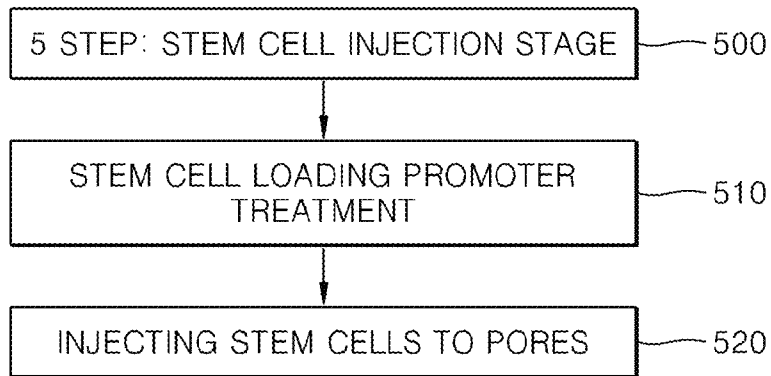 5 STEP: STEM CELL INJECTION STAGE
500
STEM CELL LOADING PROMOTER
TREATMENT
510
INJECTING STEM CELLS TO PORES
520